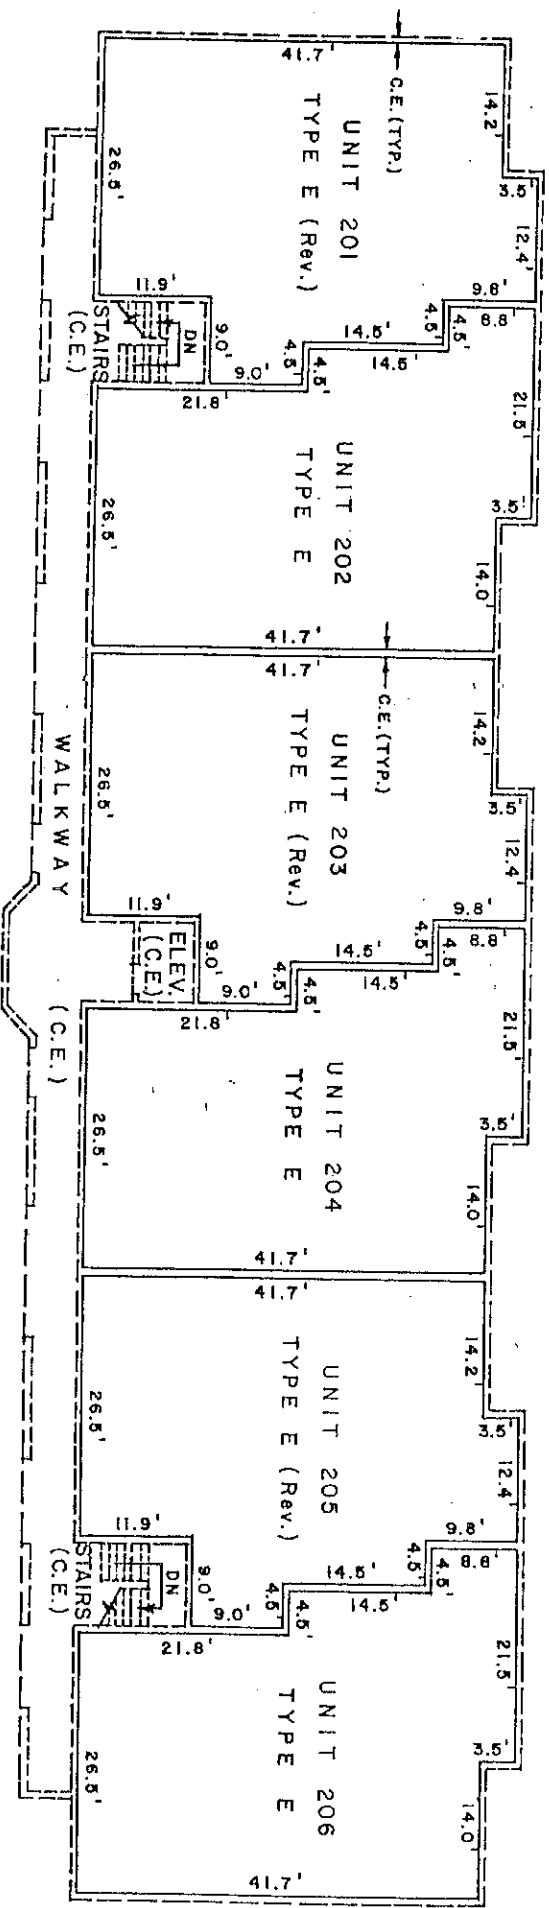 41.7'
C.E. (TYP.)
14.2'
3.5'
12.4'
UNIT 201
TYPE E (Rev.)
26.5'
11.9'
9.0'
9.0'
4.5'
14.5'
4.5'
9.8'
STAIRS
(C.E.)
DN
8.8'
4.5'
14.5'
4.5'
21.8'
21.5'
3.5'
14.0'
UNIT 202
TYPE E
26.5'
41.7'
41.7'
C.E. (TYP.)
14.2'
3.5'
12.4'
UNIT 203
TYPE E (Rev.)
26.5'
11.9'
9.0'
9.0'
4.5'
14.5'
4.5'
9.8'
ELEV.
(C.E.)
8.8'
4.5'
14.5'
4.5'
21.8'
21.5'
3.5'
14.0'
UNIT 204
TYPE E
26.5'
41.7'
41.7'
14.2'
3.5'
12.4'
UNIT 205
TYPE E (Rev.)
26.5'
11.9'
9.0'
9.0'
4.5'
14.5'
4.5'
9.8'
STAIRS
(C.E.)
DN
8.8'
4.5'
14.5'
4.5'
21.8'
21.5'
3.5'
14.0'
UNIT 206
TYPE E
26.5'
41.7'
WALKWAY (C.E.)